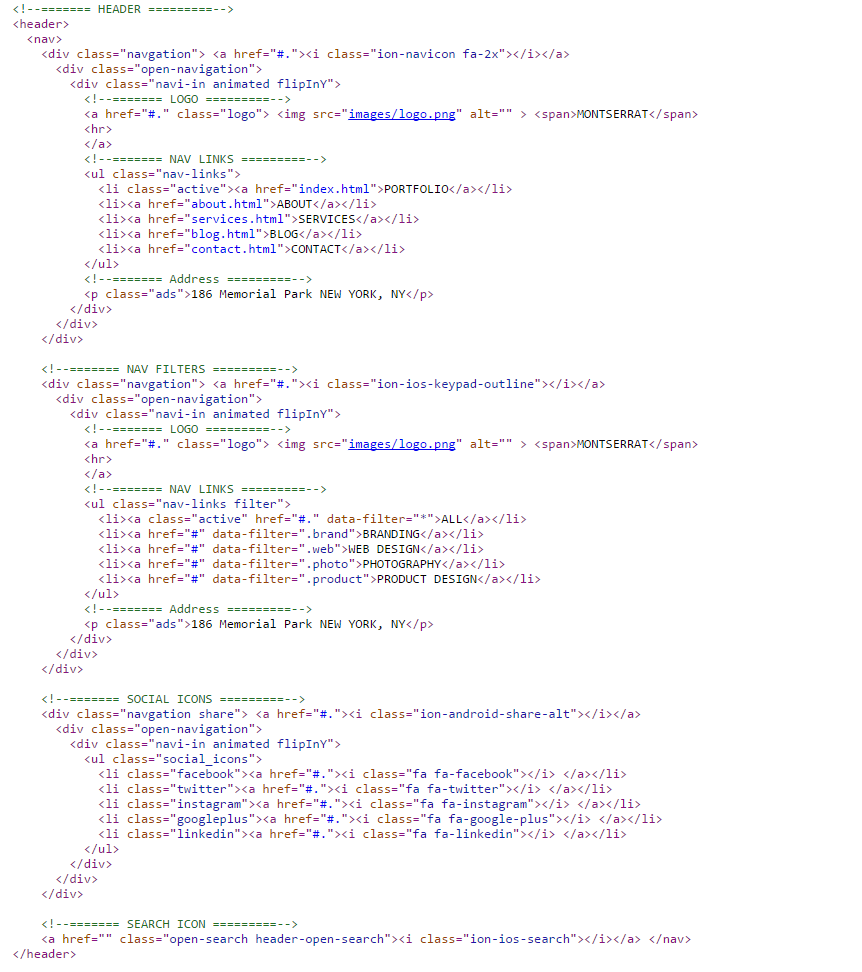 <!--======= HEADER =========-->
<header>
<nav>
<div class="navgation"> <a href="#."><i class="ion-navicon fa-2x"></i></a>
<div class="open-navigation">
<div class="navi-in animated flipInY">
<!--======= LOGO =========-->
<a href="#." class="logo"> <img src="images/logo.png" alt="" > <span>MONTSERRAT</span>
<hr>
</a>
<!--======= NAV LINKS =========-->
<ul class="nav-links">
<li class="active"><a href="index.html">PORTFOLIO</a></li>
<li><a href="about.html">ABOUT</a></li>
<li><a href="services.html">SERVICES</a></li>
<li><a href="blog.html">BLOG</a></li>
<li><a href="contact.html">CONTACT</a></li>
</ul>
<!--======= Address =========-->
<p class="ads">186 Memorial Park NEW YORK, NY</p>
</div>
</div>
</div>
<!--======= NAV FILTERS =========-->
<div class="navgation"> <a href="#."><i class="ion-ios-keypad-outline"></i></a>
<div class="open-navigation">
<div class="navi-in animated flipInY">
<!--======= LOGO =========-->
<a href="#." class="logo"> <img src="images/logo.png" alt="" > <span>MONTSERRAT</span>
<hr>
</a>
<!--======= NAV LINKS =========-->
<ul class="nav-links filter">
<li><a class="active" href="#." data-filter="*">ALL</a></li>
<li><a href="#" data-filter=".brand">BRANDING</a></li>
<li><a href="#" data-filter=".web">WEB DESIGN</a></li>
<li><a href="#" data-filter=".photo">PHOTOGRAPHY</a></li>
<li><a href="#" data-filter=".product">PRODUCT DESIGN</a></li>
</ul>
<!--======= Address =========-->
<p class="ads">186 Memorial Park NEW YORK, NY</p>
</div>
</div>
</div>
<!--======= SOCIAL ICONS =========-->
<div class="navgation share"> <a href="#."><i class="ion-android-share-alt"></i></a>
<div class="open-navigation">
<div class="navi-in animated flipInY">
<ul class="social_icons">
<li class="facebook"><a href="#."><i class="fa fa-facebook"></i> </a></li>
<li class="twitter"><a href="#."><i class="fa fa-twitter"></i> </a></li>
<li class="instagram"><a href="#."><i class="fa fa-instagram"></i> </a></li>
<li class="googleplus"><a href="#."><i class="fa fa-google-plus"></i> </a></li>
<li class="linkedin"><a href="#."><i class="fa fa-linkedin"></i> </a></li>
</ul>
</div>
</div>
</div>
<!--======= SEARCH ICON =========-->
<a href="" class="open-search header-open-search"><i class="ion-ios-search"></i></a> </nav>
</header>